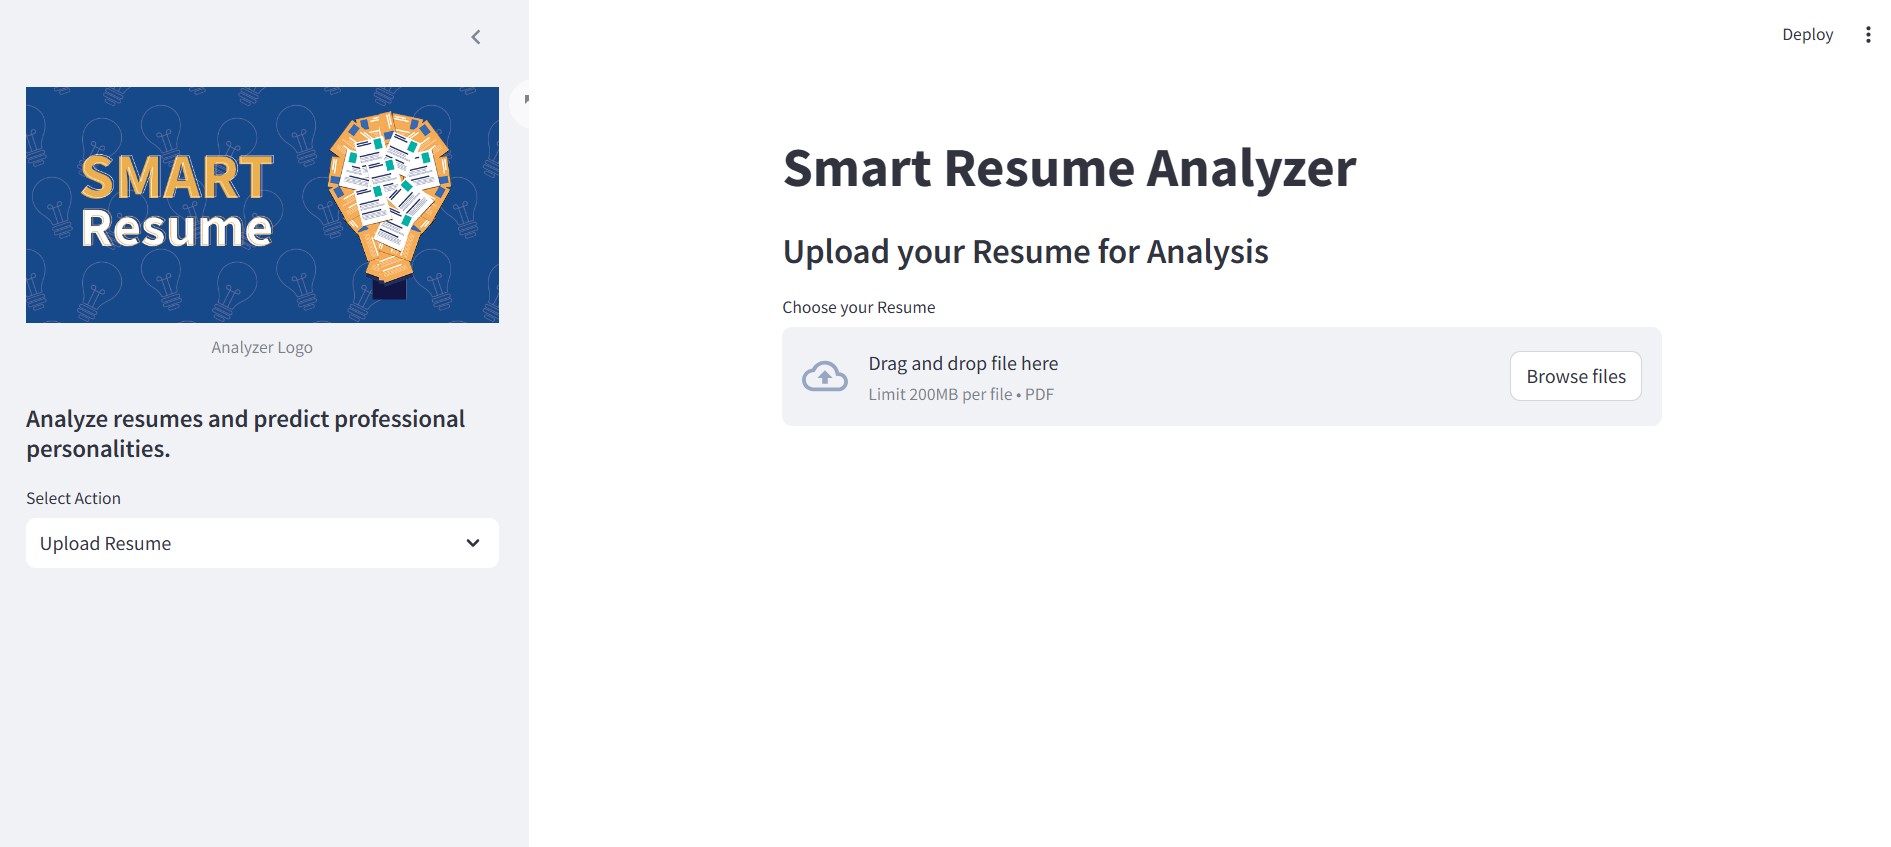 Deploy
SMART
Resume
Analyzer Logo
Analyze resumes and predict professional
personalities.
Select Action
Upload Resume
Smart Resume Analyzer
Upload your Resume for Analysis
Choose your Resume
Drag and drop file here
Limit 200MB per file • PDF
Browse files